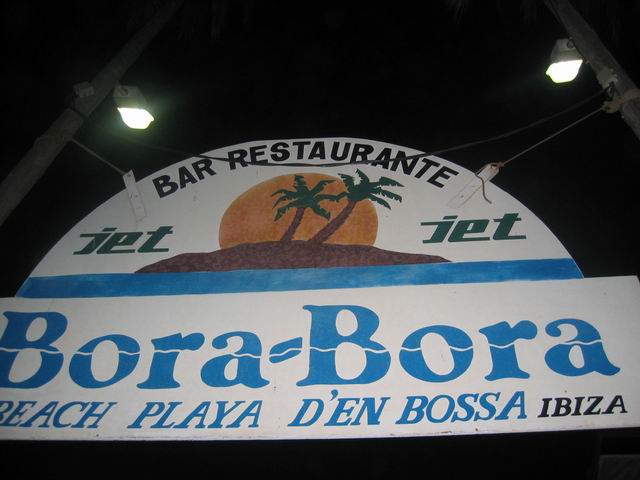 BAR RESTAURANTE
jet jet
Bora-Bora
BEACH PLAYA D'EN BOSSA IBIZA